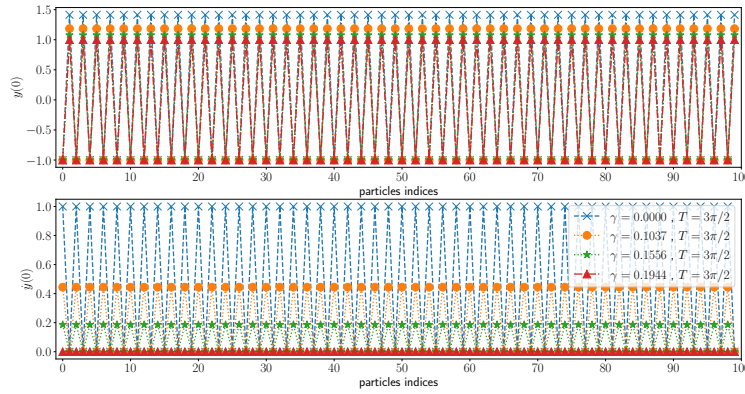 1.5
1.0
0.5
0.0
−0.5
−1.0
y(0)
0 10 20 30 40 50 60 70 80 90 100
particles indices
1.0
0.8
0.6
0.4
0.2
0.0
y(0)
γ = 0.0000 , T = 3π/2
γ = 0.1037 , T = 3π/2
γ = 0.1556 , T = 3π/2
γ = 0.1944 , T = 3π/2
0 10 20 30 40 50 60 70 80 90 10
particles indices